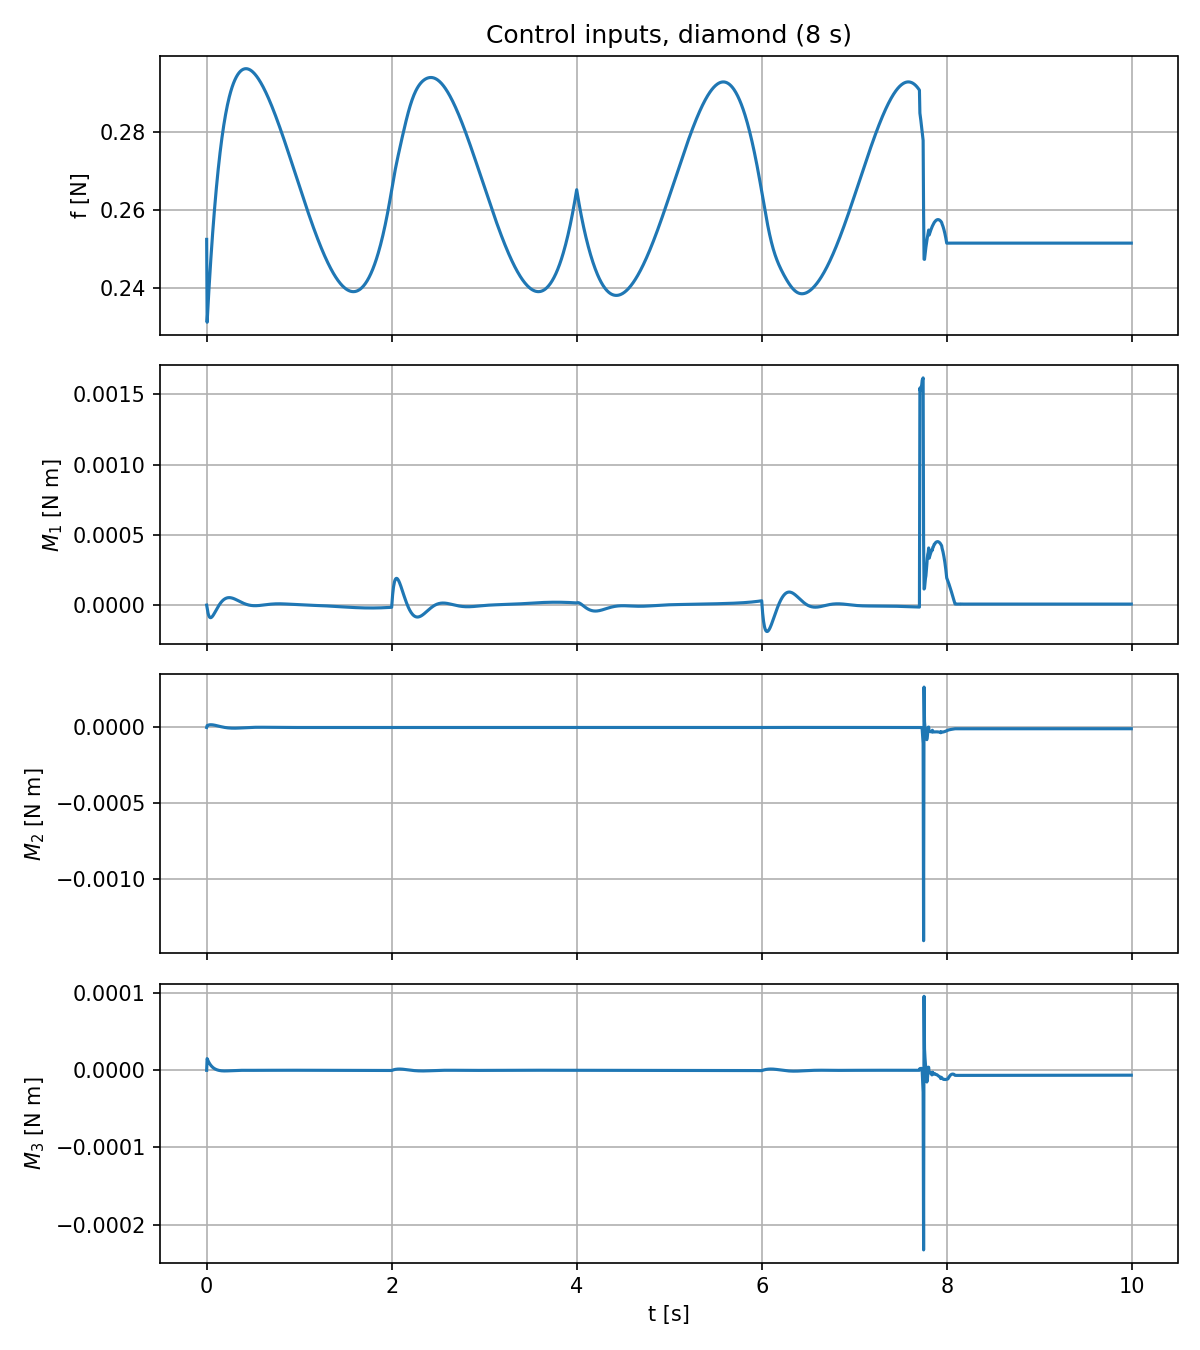 Control inputs, diamond (8 s)
f [N]
0.28
0.26
0.24
M₁ [N m]
0.0015
0.0010
0.0005
0.0000
M₂ [N m]
0.0000
−0.0005
−0.0010
M₃ [N m]
0.0001
0.0000
−0.0001
−0.0002
0 2 4 6 8 10
t [s]